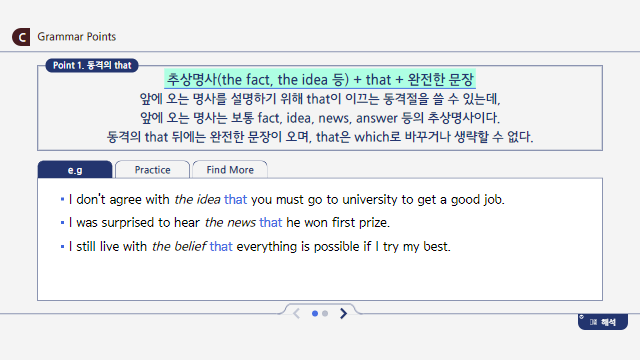 C Grammar Points
Point 1. 동격의 that
추상명사(the fact, the idea 등) + that + 완전한 문장
앞에 오는 명사를 설명하기 위해 that이 이끄는 동격절을 쓸 수 있는데,
앞에 오는 명사는 보통 fact, idea, news, answer 등의 추상명사이다.
동격의 that 뒤에는 완전한 문장이 오며, that은 which로 바꾸거나 생략할 수 없다.
e.g Practice Find More
I don't agree with the idea that you must go to university to get a good job.
I was surprised to hear the news that he won first prize.
I still live with the belief that everything is possible if I try my best.
해석